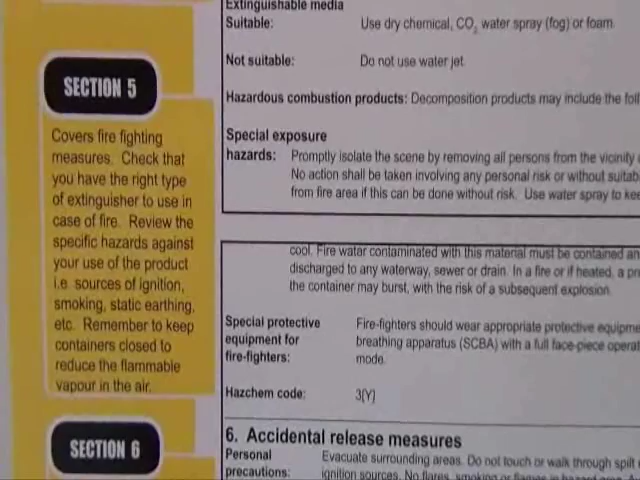 SECTION 5
Covers fire fighting
measures. Check that
you have the right type
of extinguisher to use in
case of fire. Review the
specific hazards against
your use of the product
i.e sources of ignition,
smoking, static earthing,
etc. Remember to keep
containers closed to
reduce the flammable
vapour in the air.
SECTION 6
Extinguishable media
Suitable: Use dry chemical, CO₂ water spray (fog) or foam.
Not suitable: Do not use water jet.
Hazardous combustion products: Decomposition products may include the
Special exposure
hazards: Promptly isolate the scene by removing all persons from the vicinity
No action shall be taken involving any personal risk or without
from fire area if this can be done without risk. Use water spray to
cool. Fire water contaminated with this material must be contained
discharged to any waterway, sewer or drain. In a fire or if heated, a
the container may burst, with the risk of a subsequent explosion.
Special protective Fire-fighters should wear appropriate protective
equipment for breathing apparatus (SCBA) with a full face-piece
fire-fighters: mode.
Hazchem code: 3[Y]
6. Accidental release measures
Personal Evacuate surrounding areas. Do not touch or walk through spilt
precautions: ignition sources. No flares, smoking or flames in hazard area.